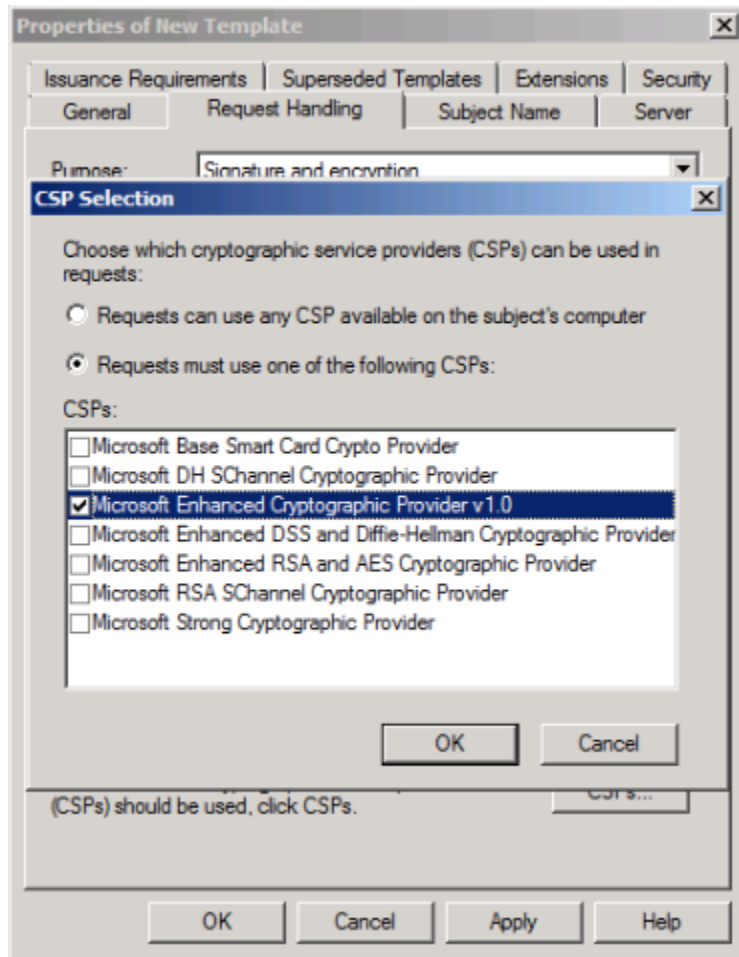 Properties of New Template
Issuance Requirements Superseded Templates Extensions Security
General Request Handling Subject Name Server
Purpose: Signature and encryption
CSP Selection
Choose which cryptographic service providers (CSPs) can be used in
requests:
Requests can use any CSP available on the subject's computer
Requests must use one of the following CSPs:
CSPs:
Microsoft Base Smart Card Crypto Provider
Microsoft DH SChannel Cryptographic Provider
Microsoft Enhanced Cryptographic Provider v1.0
Microsoft Enhanced DSS and Diffie-Hellman Cryptographic Provider
Microsoft Enhanced RSA and AES Cryptographic Provider
Microsoft RSA SChannel Cryptographic Provider
Microsoft Strong Cryptographic Provider
OK Cancel
(CSPs) should be used, click CSPs. CSPs...
OK Cancel Apply Help